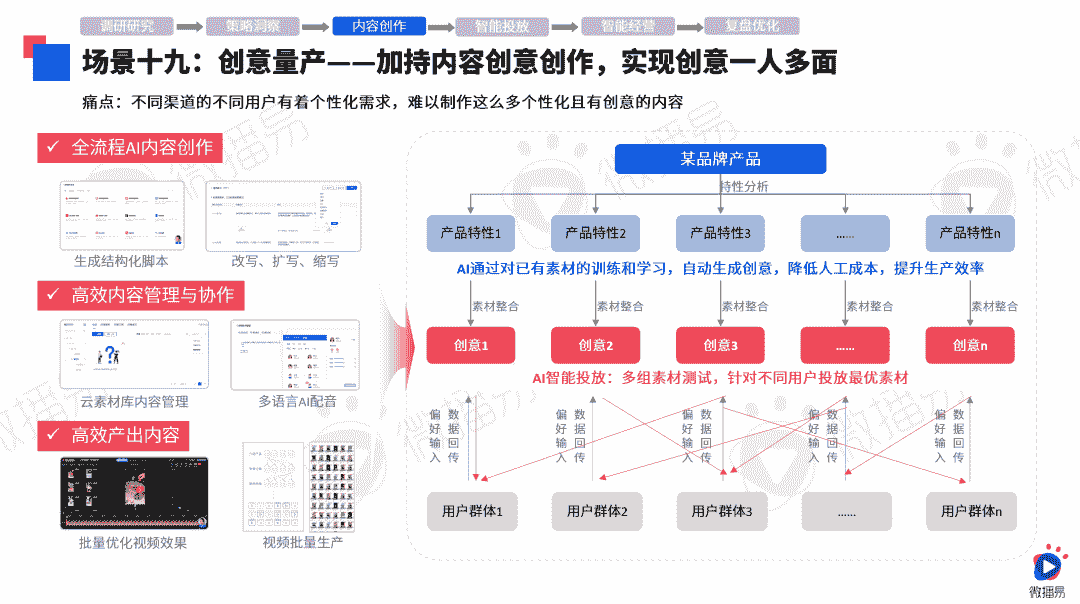 调研研究
策略洞察
内容创作
智能投放
智能经营
复盘优化
场景十九：创意量产——加持内容创意创作，实现创意一人多面
痛点：不同渠道的不同用户有着个性化需求，难以制作这么多个性化且有创意的内容
✓ 全流程AI内容创作
生成结构化脚本
改写、扩写、缩写
✓ 高效内容管理与协作
云素材库内容管理
多语言AI配音
✓ 高效产出内容
批量优化视频效果
视频批量生产
某品牌产品
特性分析
产品特性1
产品特性2
产品特性3
......
产品特性n
AI通过对已有素材的训练和学习，自动生成创意，降低人工成本，提升生产效率
素材整合
素材整合
素材整合
素材整合
素材整合
创意1
创意2
创意3
......
创意n
AI智能投放：多组素材测试，针对不同用户投放最优素材
偏好输入
数据回传
偏好输入
数据回传
偏好输入
数据回传
偏好输入
数据回传
偏好输入
数据回传
用户群体1
用户群体2
用户群体3
......
用户群体n
微播易